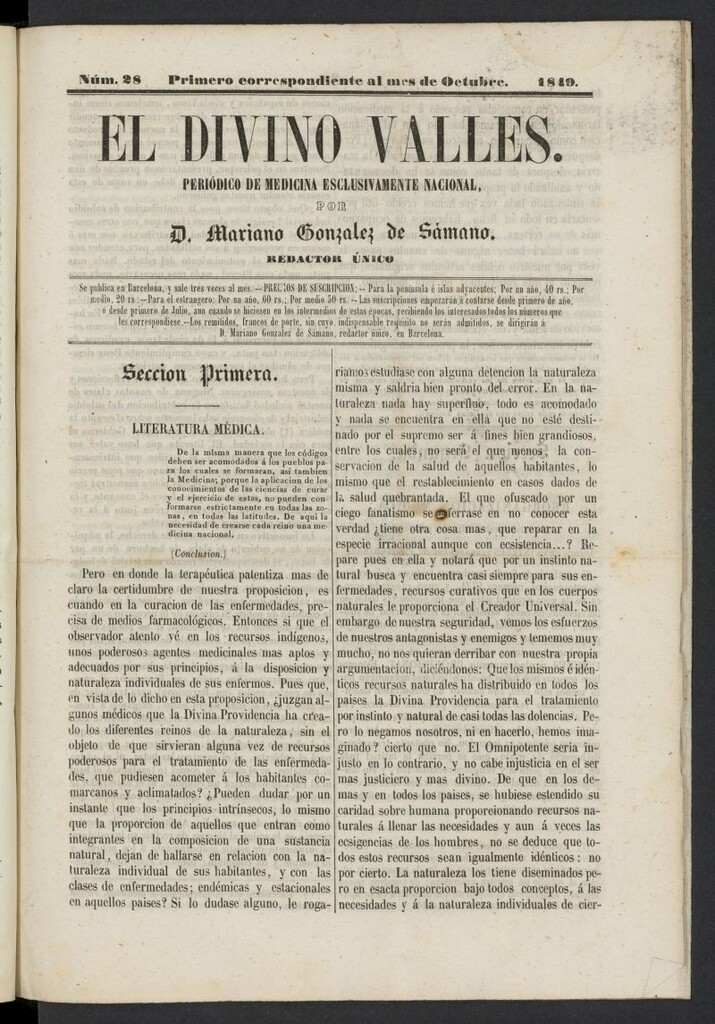 Núm. 28 Primero correspondiente al mes de Octubre. 1849.
EL DIVINO VALLES.
PERIÓDICO DE MEDICINA ESCLUSIVAMENTE NACIONAL,
POR
D. Mariano Gonzalez de Sámano.
REDACTOR ÚNICO
Se publica en Barcelona, y sale tres veces al mes.—PRECIOS DE SUSCRIPCION:—Para la península é islas adyacentes; Por un año, 40 rs.; Por
medio, 20 rs.:—Para el estrangero: Por un año, 60 rs.; Por medio 30 rs.—Las suscripciones empezarán á contarse desde primero de año,
ó desde primero de Julio, aun cuando se hiciesen en los intermedios de estas épocas, recibiendo los interesados todos los números que
les correspondiese.—Los remitidos, francos de porte, sin cuyo indispensable requisito no serán admitidos, se dirigirán á
D. Mariano Gonzalez de Sámano, redactor único, en Barcelona.
Seccion Primera.
LITERATURA MÉDICA.
De la misma manera que los códigos
deben ser acomodados á los pueblos pa-
ra los cuales se formaran, asi tambien
la Medicina; porque la aplicacion de los
conocimientos de las ciencias de curar
y el ejercicio de estas, no pueden con-
formarse estrictamente en todas las zo-
nas, en todas las latitudes. De aqui la
necesidad de crearse cada reino una me-
dicina nacional.
(Conclusion.)
Pero en donde la terapéutica patentiza mas de
claro la certidumbre de nuestra proposicion, es
cuando en la curacion de las enfermedades, pre-
cisa de medios farmacológicos. Entonces si que el
observador atento vé en los recursos indígenos,
unos poderosos agentes medicinales mas aptos y
adecuados por sus principios, á la disposicion y
naturaleza individuales de sus enfermos. Pues que,
en vista de lo dicho en esta proposicion, ¿juzgan al-
gunos médicos que la Divina Providencia ha crea-
do los diferentes reinos de la naturaleza, sin el
objeto de que sirvieran alguna vez de recursos
poderosos para el tratamiento de las enfermeda-
des, que pudiesen acometer á los habitantes co-
marcanos y aclimatados? ¿Pueden dudar por un
instante que los principios intrínsecos, lo mismo
que la proporcion de aquellos que entran como
integrantes en la composicion de una sustancia
natural, dejan de hallarse en relacion con la na-
turaleza individual de sus habitantes, y con las
clases de enfermedades; endémicas y estacionales
en aquellos paises? Si lo dudase alguno, le roga-
riamos estudiase con alguna detencion la naturaleza
misma y saldria bien pronto del error. En la na-
turaleza nada hay superfluo, todo es acomodado
y nada se encuentra en ella que no esté desti-
nado por el supremo ser á fines bien grandiosos,
entre los cuales, no será el que menos, la con-
servacion de la salud de aquellos habitantes, lo
mismo que el restablecimiento en casos dados de
la salud quebrantada. El que ofuscado por un
ciego fanatismo se aferrase en no conocer esta
verdad ¿tiene otra cosa mas, que reparar en la
especie irracional aunque con ecsistencia...? Re-
pare pues en ella y notará que por un instinto na-
tural busca y encuentra casi siempre para sus en-
fermedades, recursos curativos que en los cuerpos
naturales le proporciona el Creador Universal. Sin
embargo de nuestra seguridad, vemos los esfuerzos
de nuestros antagonistas y enemigos y tememos muy
mucho, no nos quieran derribar con nuestra propia
argumentacion, diciéndonos: Que los mismos é idén-
ticos recursos naturales ha distribuido en todos los
paises la Divina Providencia para el tratamiento
por instinto y natural de casi todas las dolencias. Pe-
ro lo negamos nosotros, ni en hacerlo, hemos ima-
ginado? cierto que no. El Omnipotente seria in-
justo en lo contrario, y no cabe injusticia en el ser
mas justiciero y mas divino. De que en los de-
mas y en todos los paises, se hubiese estendido su
caridad sobre humana proporcionando recursos na-
turales á llenar las necesidades y aun á veces las
ecsigencias de los hombres, no se deduce que to-
dos estos recursos sean igualmente idénticos: no
por cierto. La naturaleza los tiene diseminados pe-
ro en esacta proporcion bajo todos conceptos, á las
necesidades y á la naturaleza individuales de cier-